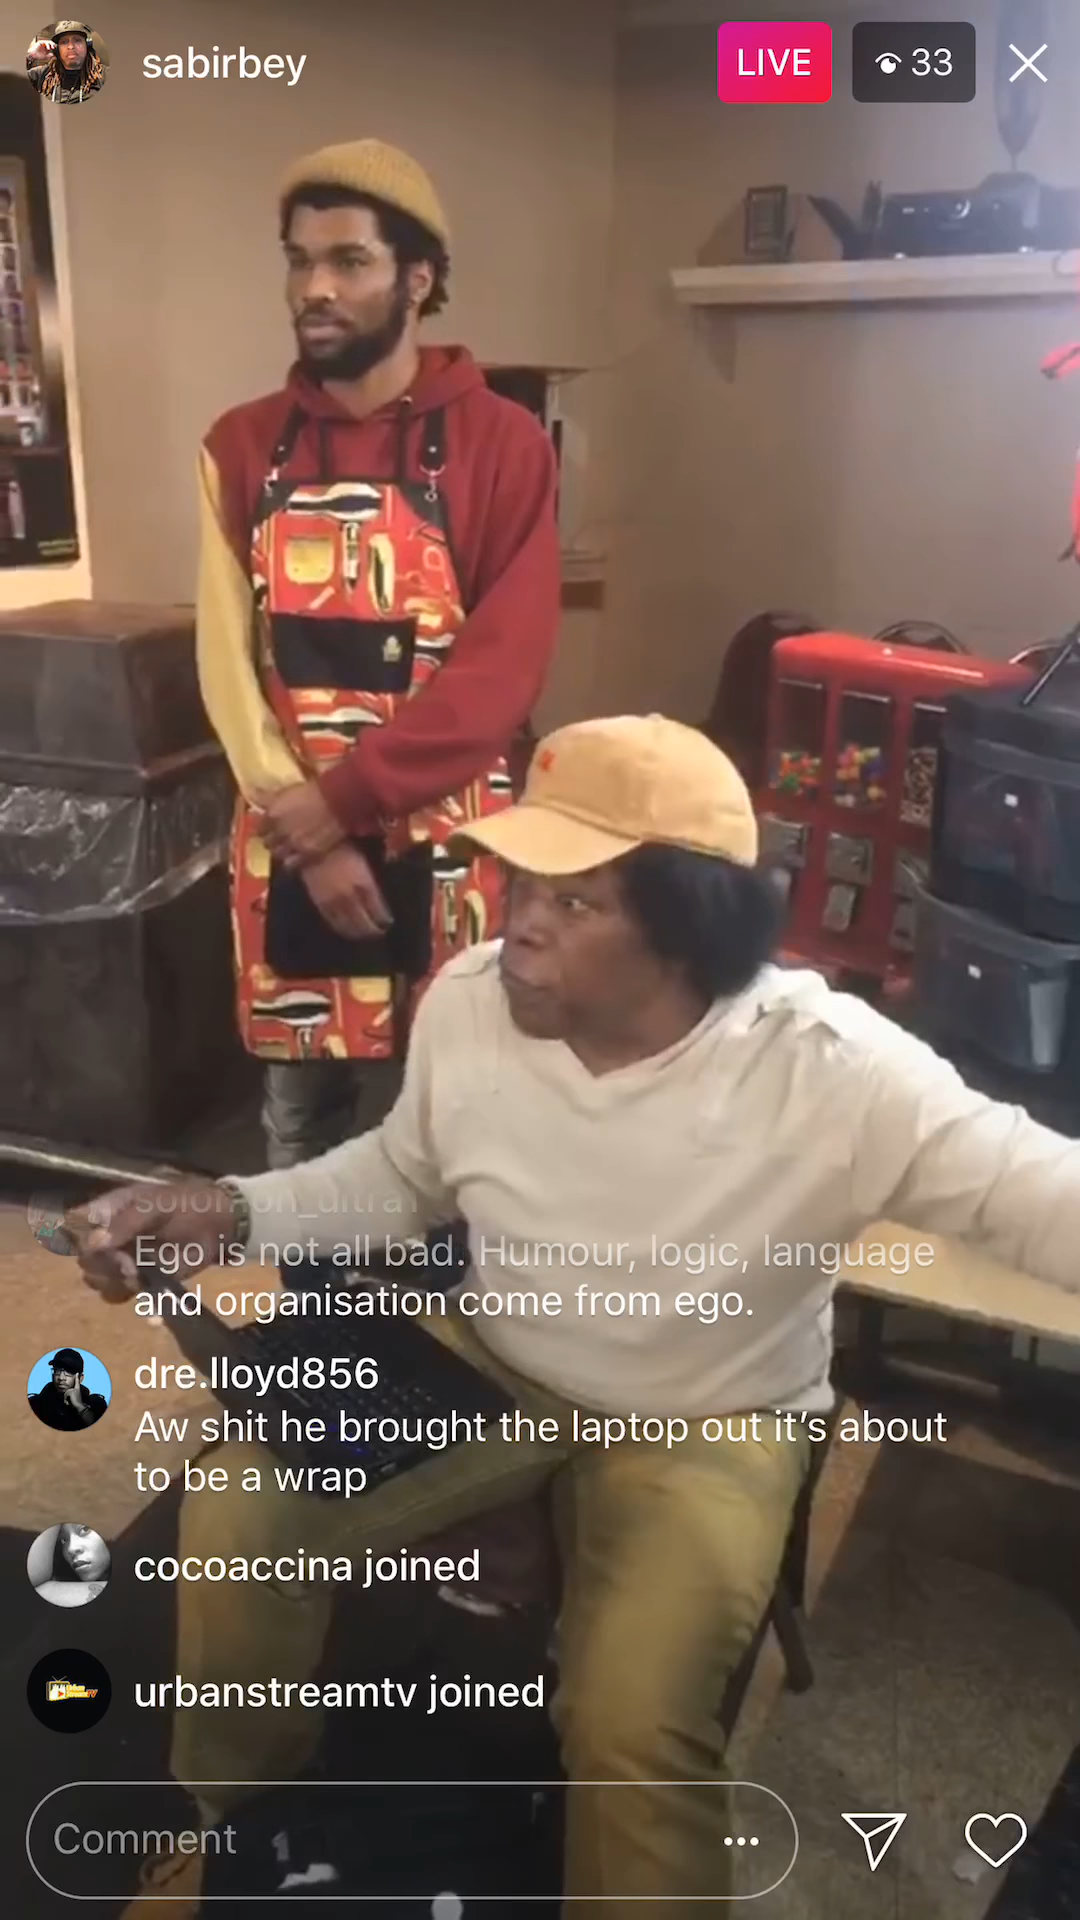 sabirbey
LIVE
33
solomon_ultra1
Ego is not all bad. Humour, logic, language
and organisation come from ego.
dre.lloyd856
Aw shit he brought the laptop out it’s about
to be a wrap
cocoaccina joined
urbanstreamtv joined
Comment